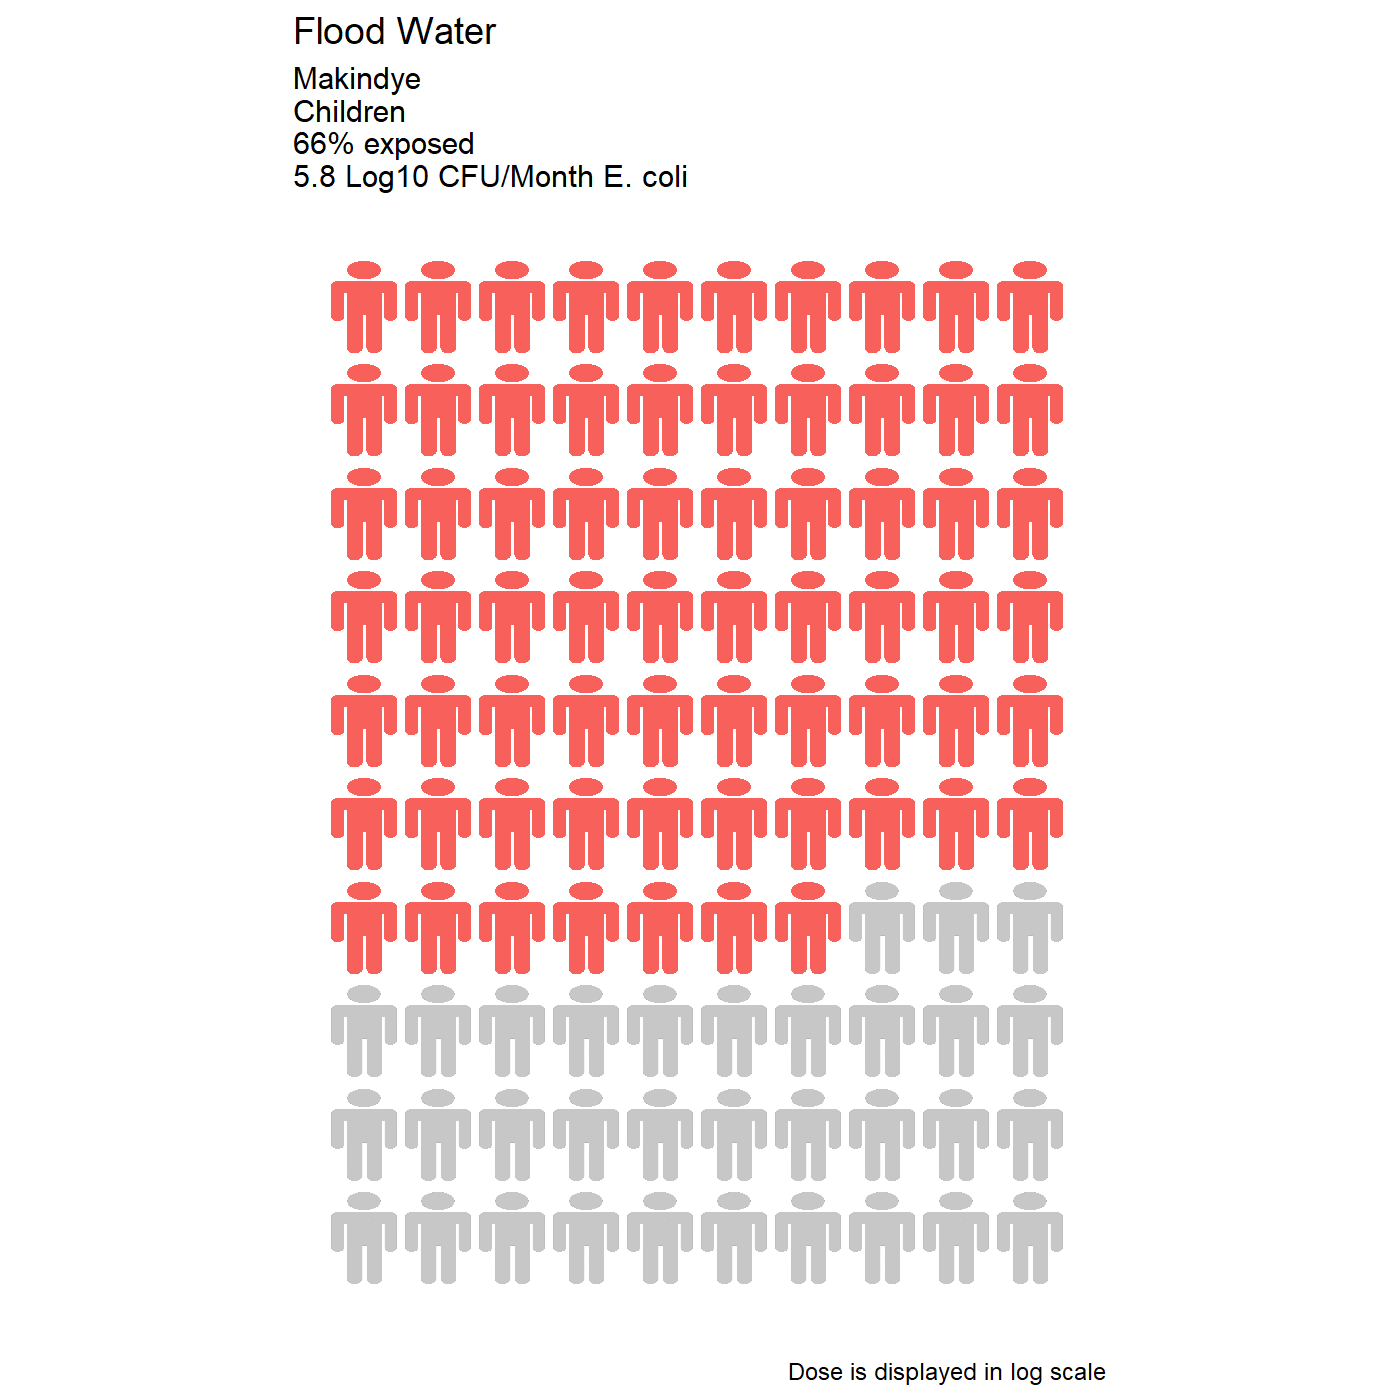 Flood Water
Makindye
Children
66% exposed
5.8 Log10 CFU/Month E. coli
Dose is displayed in log scale